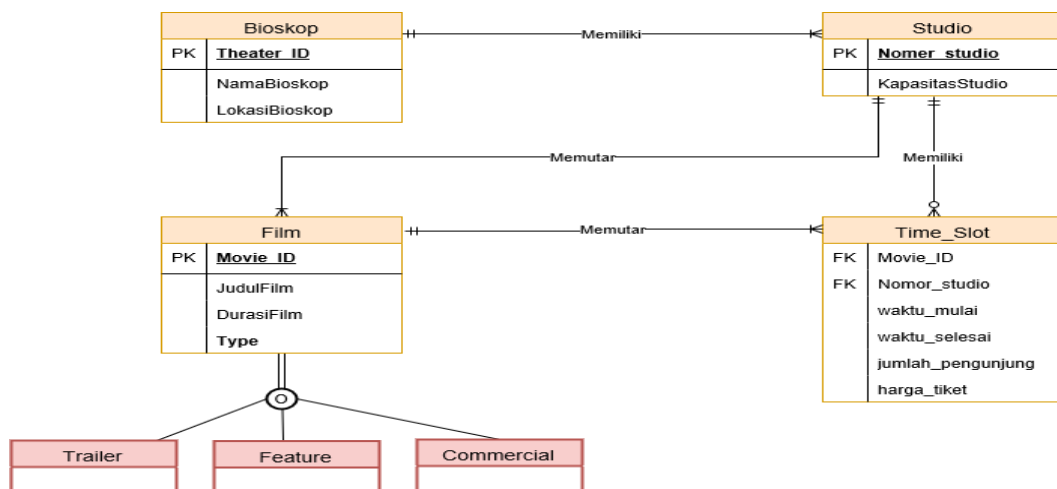 Bioskop
PK Theater_ID
NamaBioskop
LokasiBioskop
Memiliki
Studio
PK Nomer_studio
KapasitasStudio
Memutar
Memiliki
Film
PK Movie_ID
JudulFilm
DurasiFilm
Type
Memutar
Time_Slot
FK Movie_ID
FK Nomor_studio
waktu_mulai
waktu_selesai
jumlah_pengunjung
harga_tiket
O
Trailer
Feature
Commercial